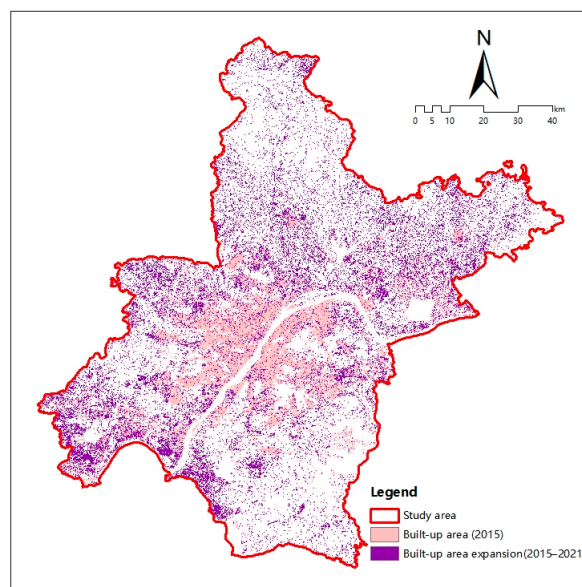 N
km
0 5 10 20 30 40
Legend
Study area
Built-up area (2015)
Built-up area expansion(2015–2021